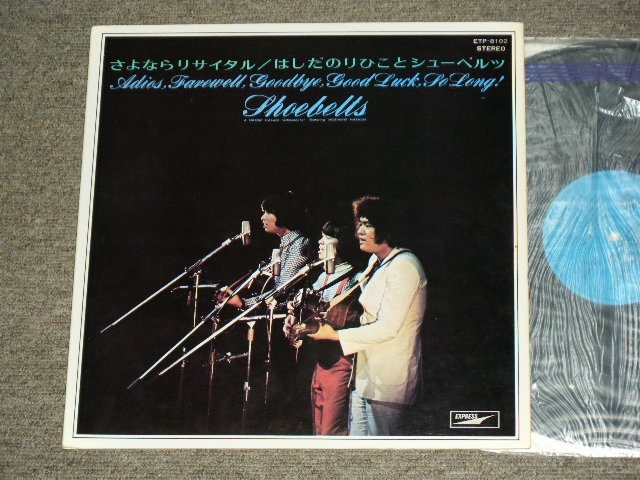 ETP-8102
STEREO
さよならリサイタル/はしだのりひことシューベルツ
Adios, Farewell, Goodbye, Good Luck, So Long!
Shoebelts
EXPRESS